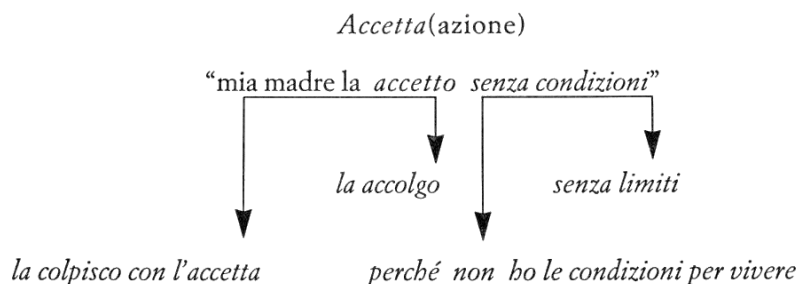 Accetta(azione)
“mia madre la accetto senza condizioni”
la accolgo senza limiti
la colpisco con l'accetta perché non ho le condizioni per vivere